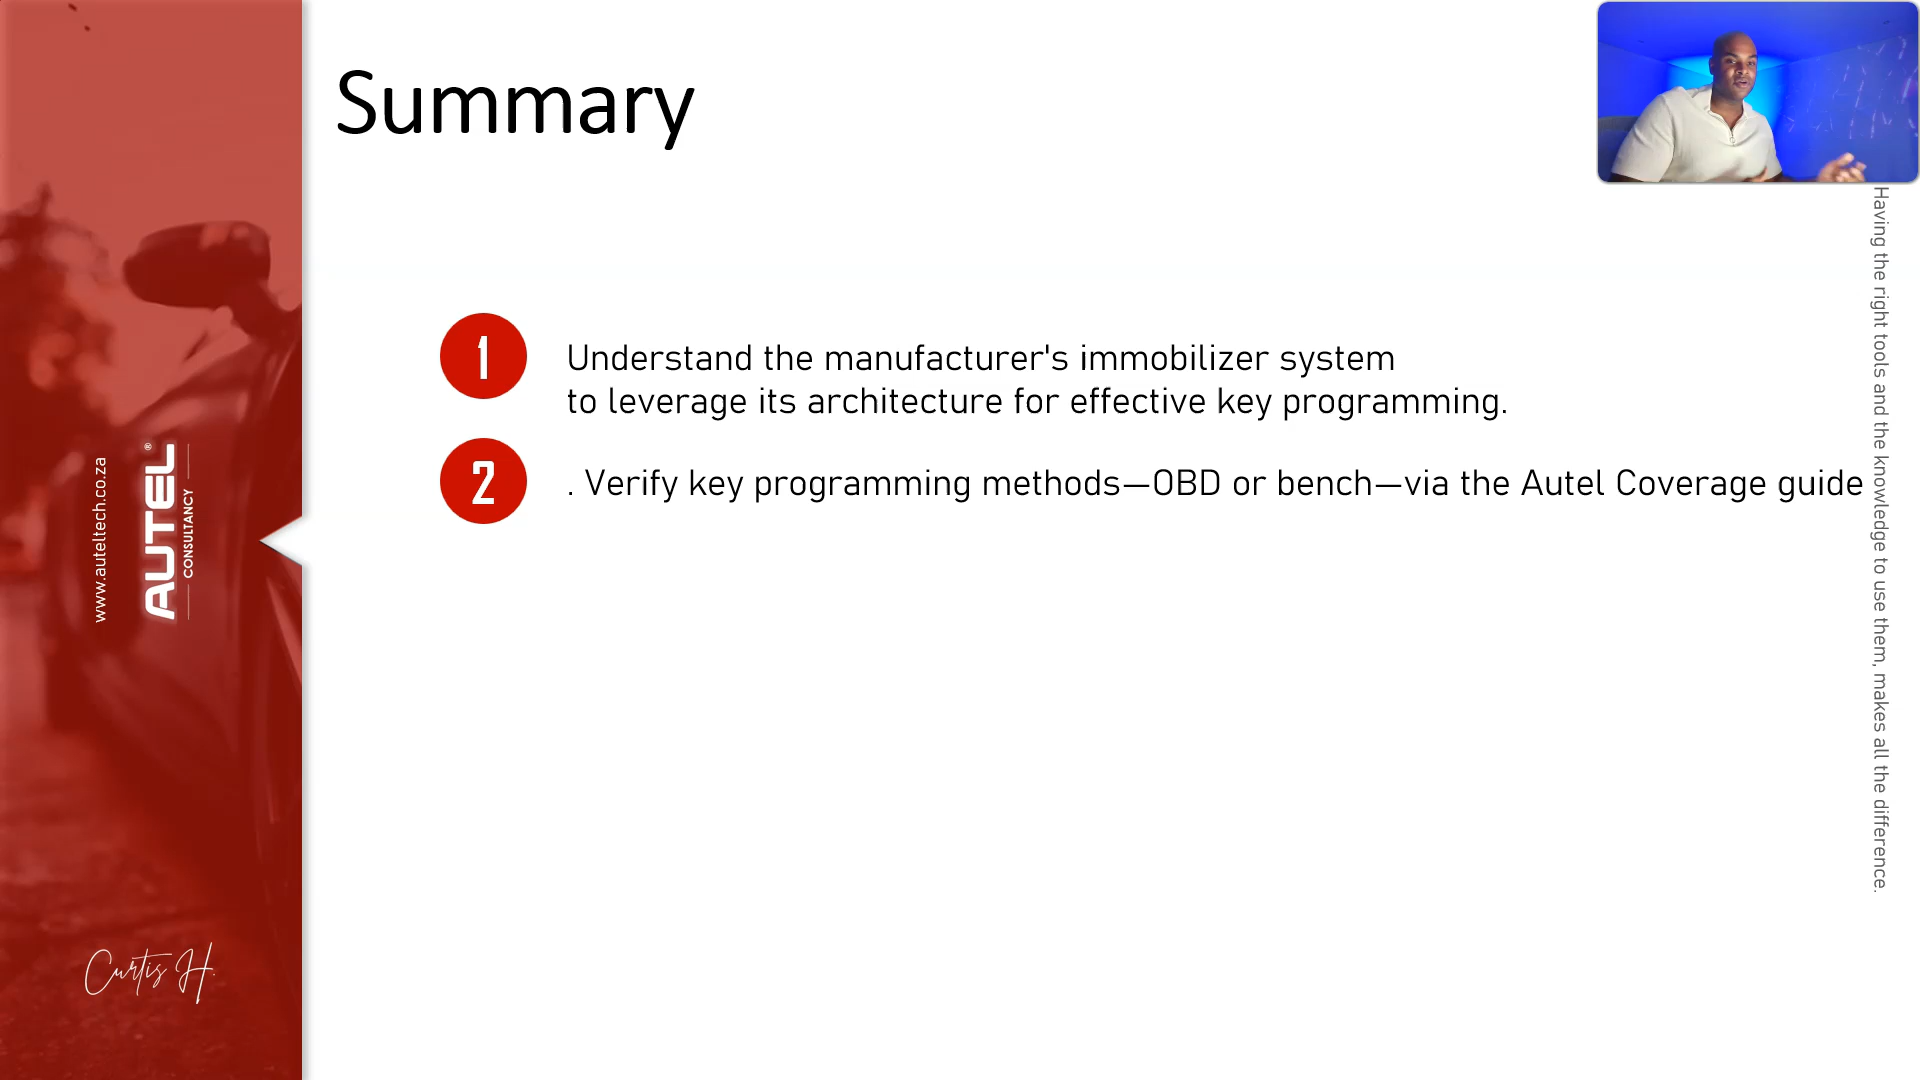 Summary
1
Understand the manufacturer's immobilizer system
to leverage its architecture for effective key programming.
2
. Verify key programming methods—OBD or bench—via the Autel Coverage guide
www.auteltech.co.za
AUTEL®
CONSULTANCY
Curtis H.
Having the right tools and the knowledge to use them, makes all the difference.